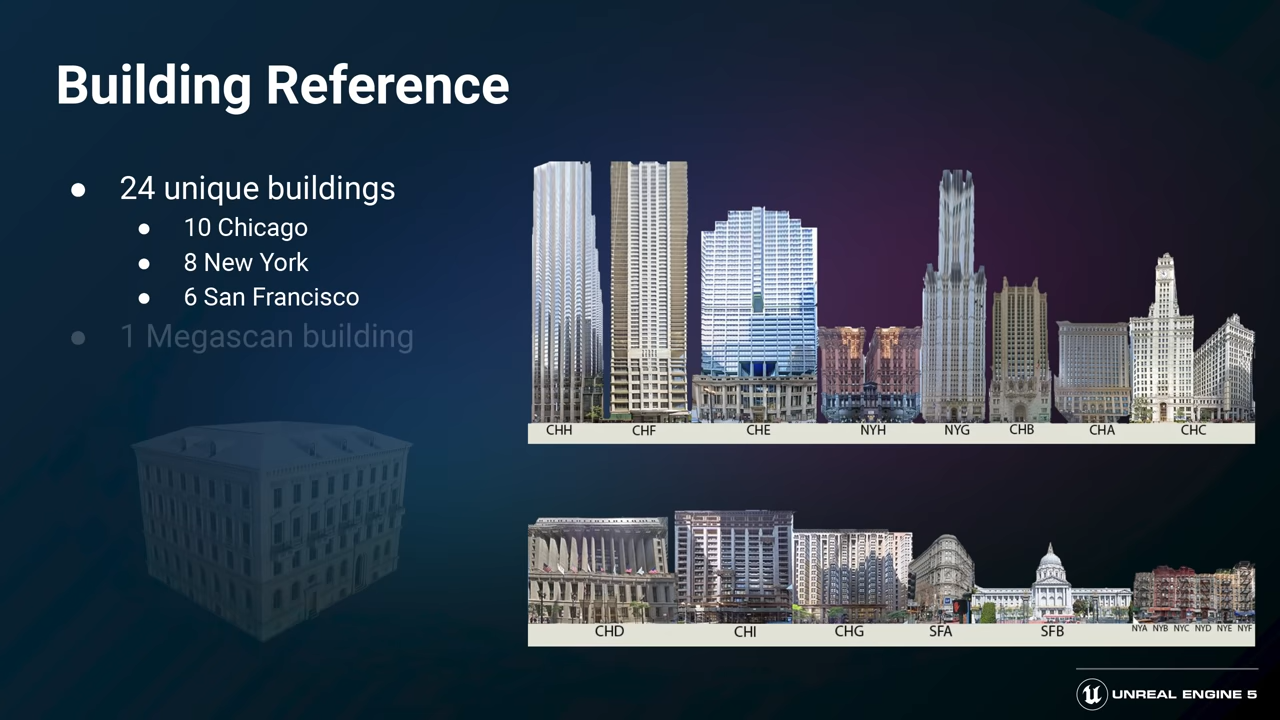 Building Reference
● 24 unique buildings
● 10 Chicago
● 8 New York
● 6 San Francisco
● 1 Megascan building
CHH CHF CHE NYH NYG CHB CHA CHC
CHD CHI CHG SFA SFB NYA NYB NYC NYD NYE NYF
UNREAL ENGINE 5